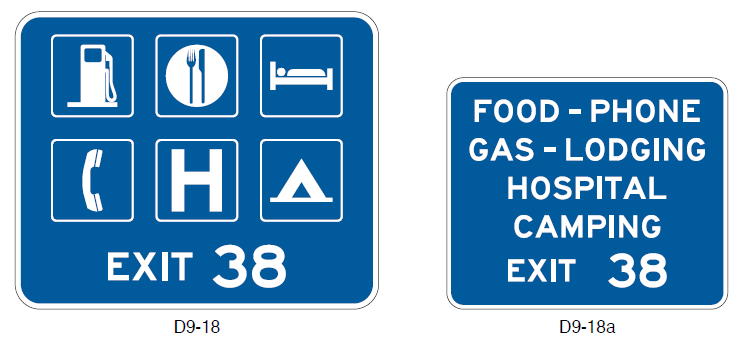 H
EXIT 38
D9-18
FOOD - PHONE
GAS - LODGING
HOSPITAL
CAMPING
EXIT 38
D9-18a